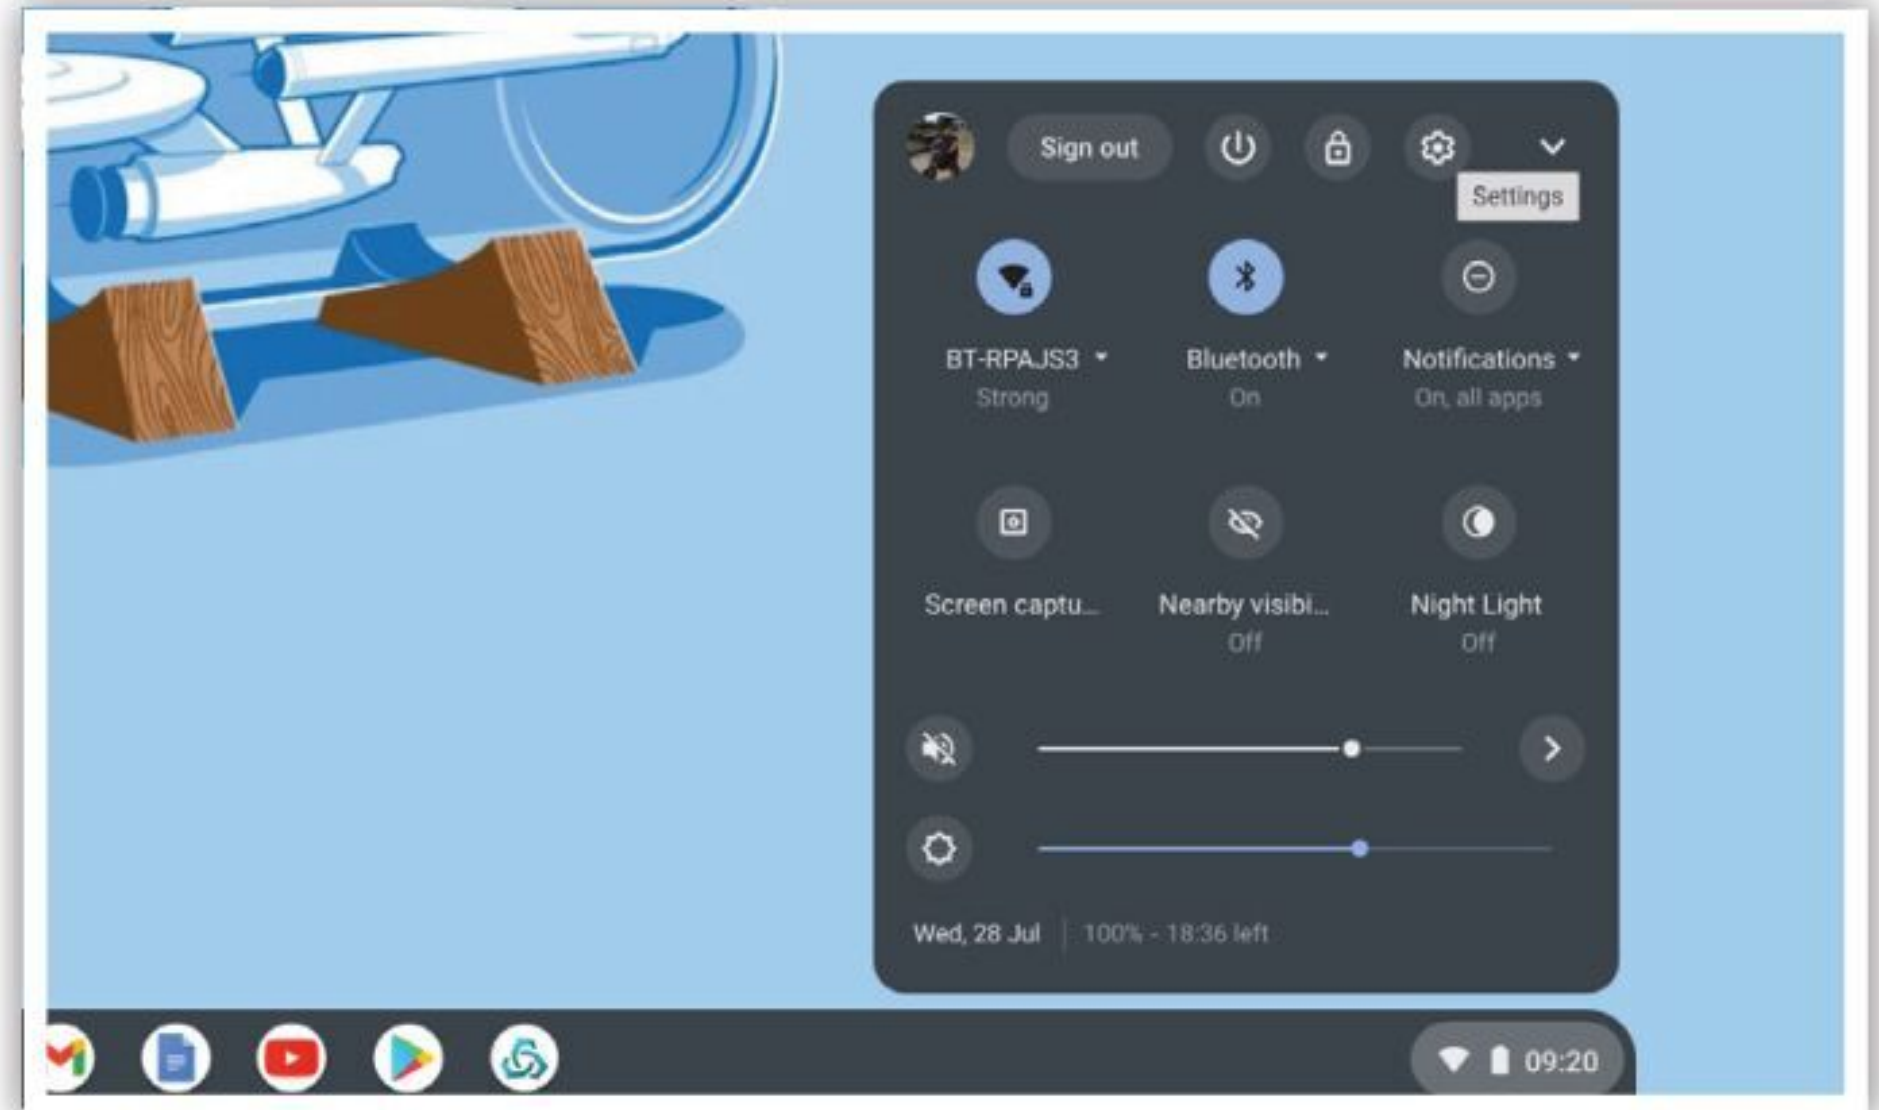 Sign out
Settings
BT-RPAJS3
Bluetooth
Notifications
Strong
On
On, all apps
Screen captu...
Nearby visibi...
Night Light
Off
Off
Wed, 28 Jul
100% - 18:36 left
09:20